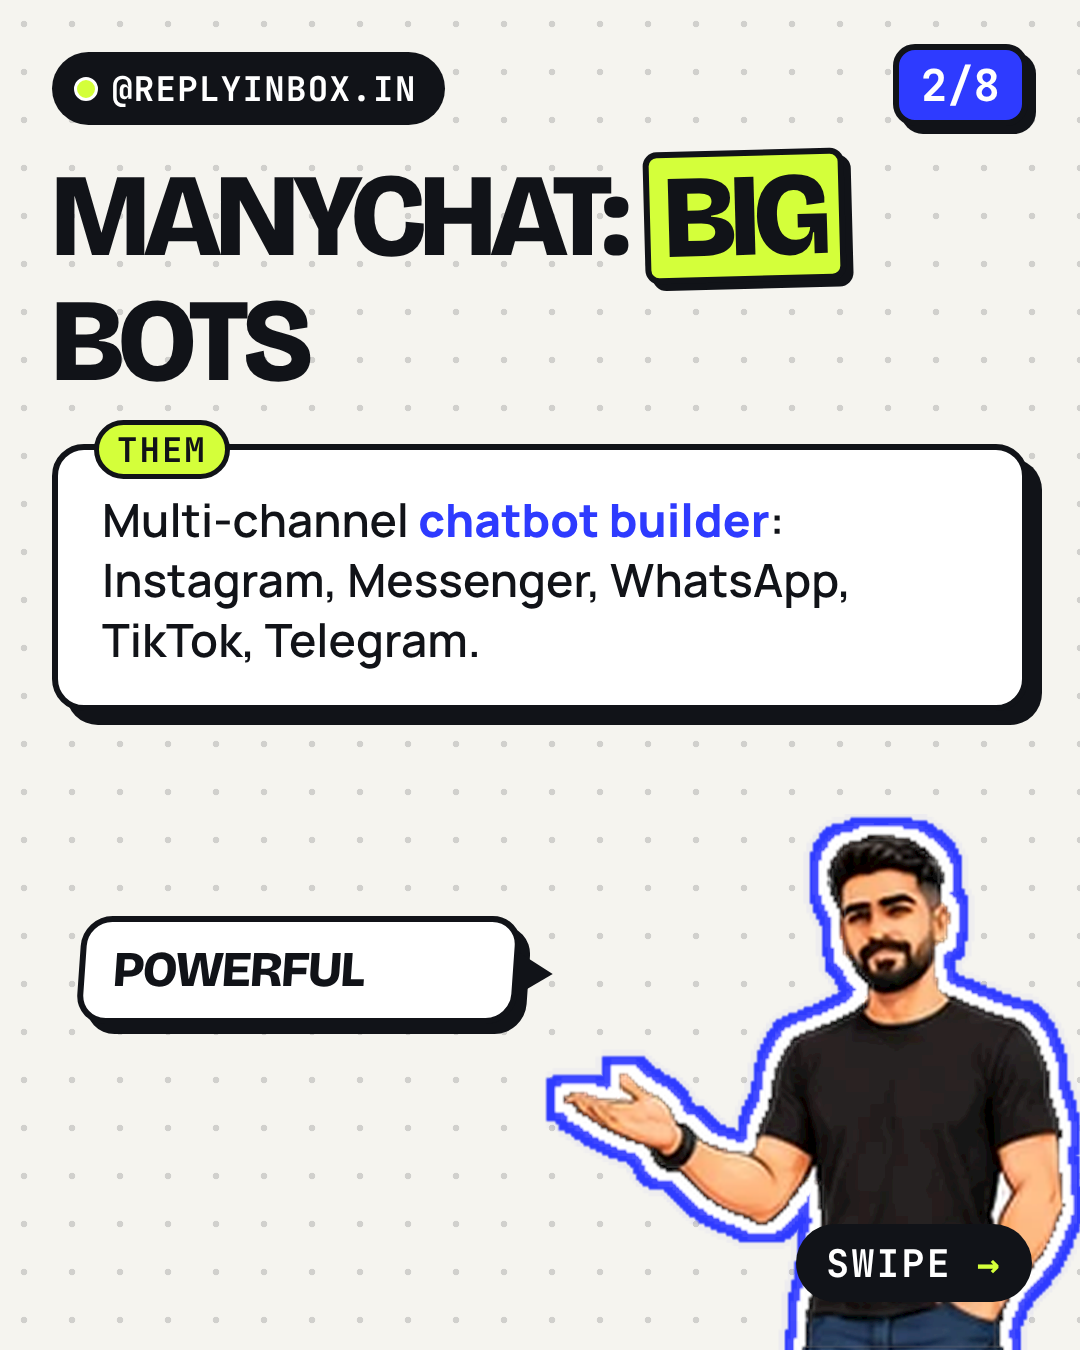 @REPLYINBOX.IN
2/8
MANYCHAT: BIG
BOTS
THEM
Multi-channel chatbot builder:
Instagram, Messenger, WhatsApp,
TikTok, Telegram.
POWERFUL
SWIPE →